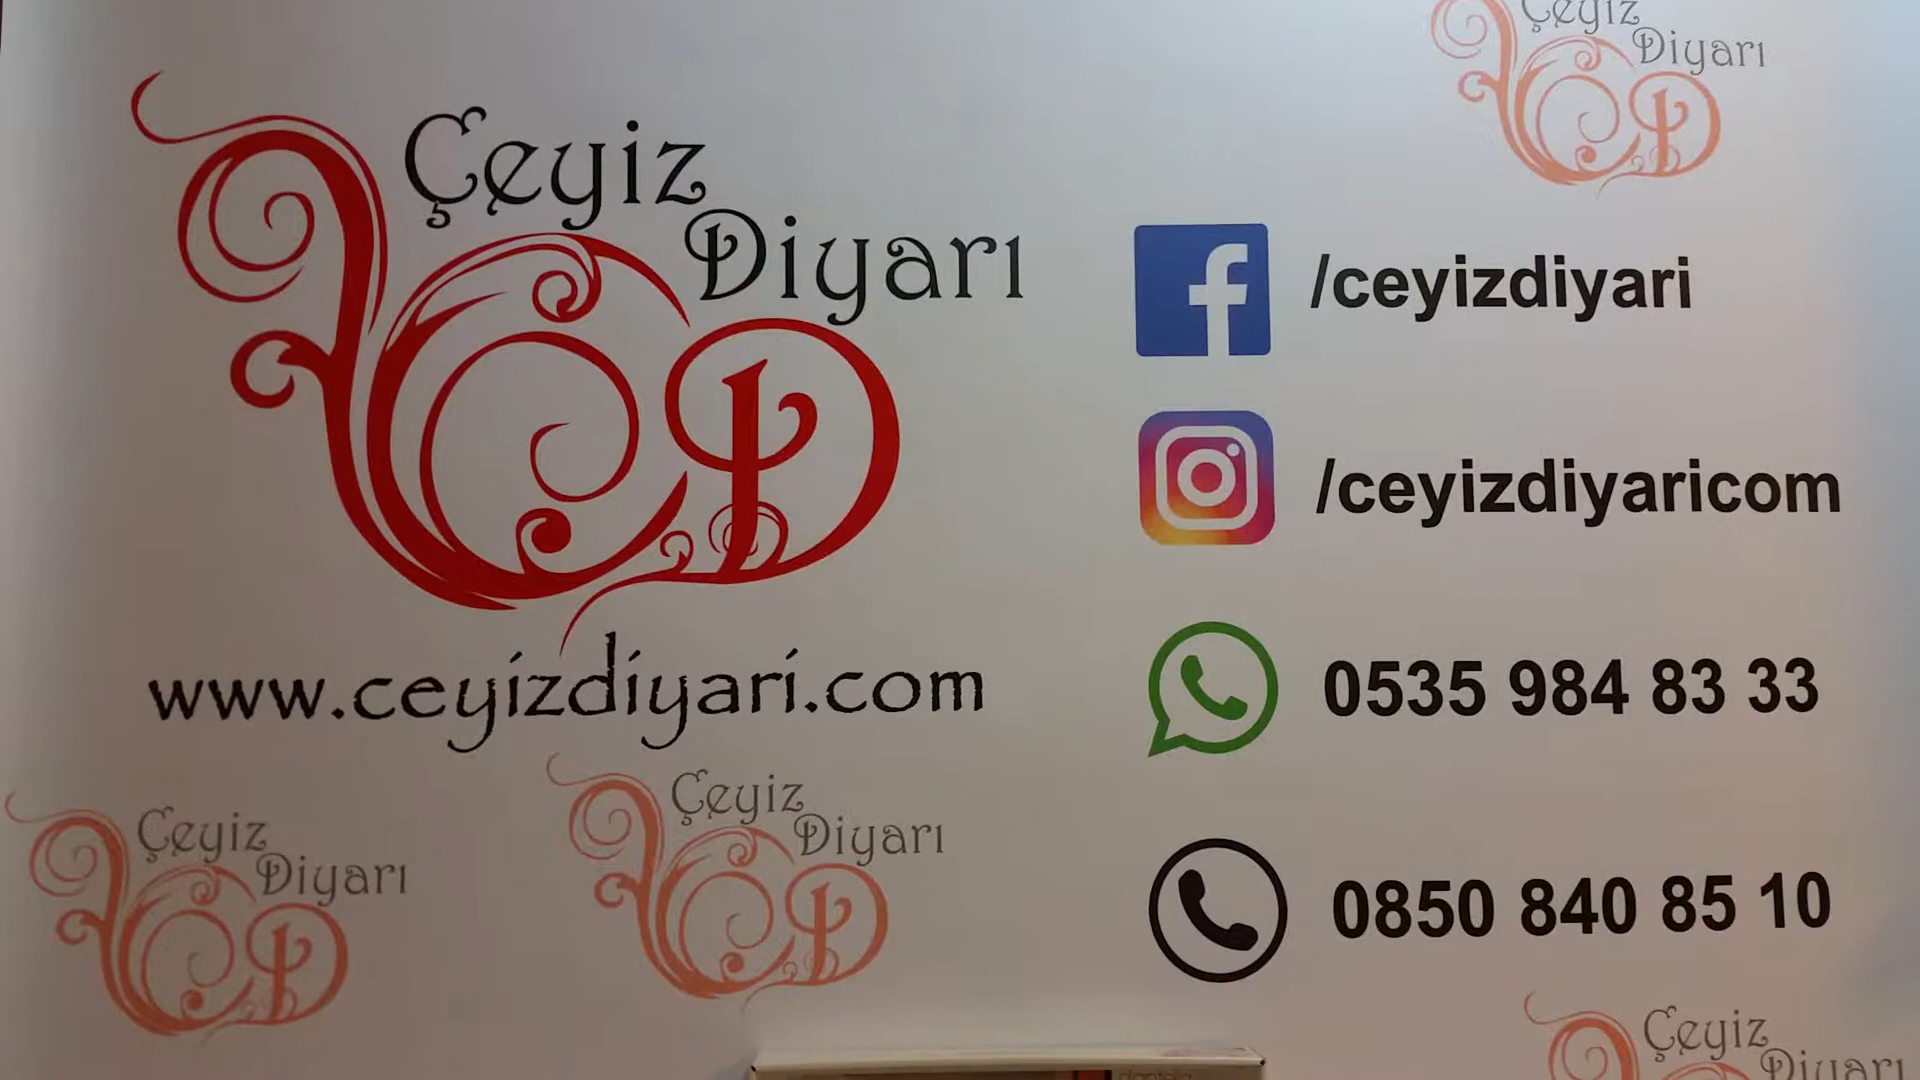 Çeyiz
Diyarı
www.ceyizdiyari.com
/ceyizdiyari
/ceyizdiyaricom
0535 984 83 33
0850 840 85 10
Çeyiz
Diyarı
Çeyiz
Diyarı
Çeyiz
Diyarı
Çeyiz
Diyarı